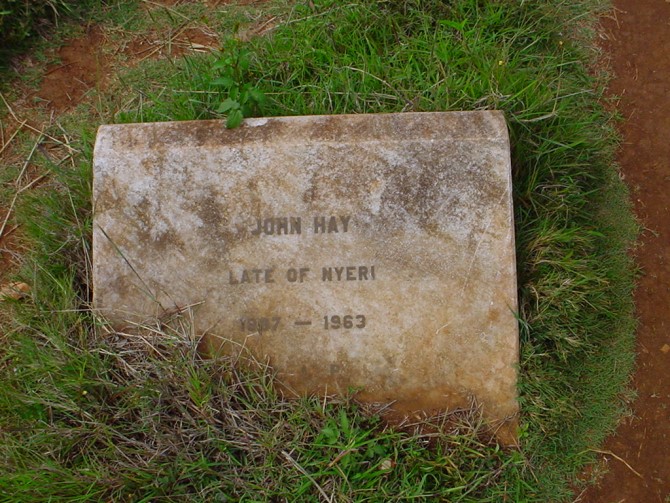 JOHN HAY
LATE OF NYERI
— 1963